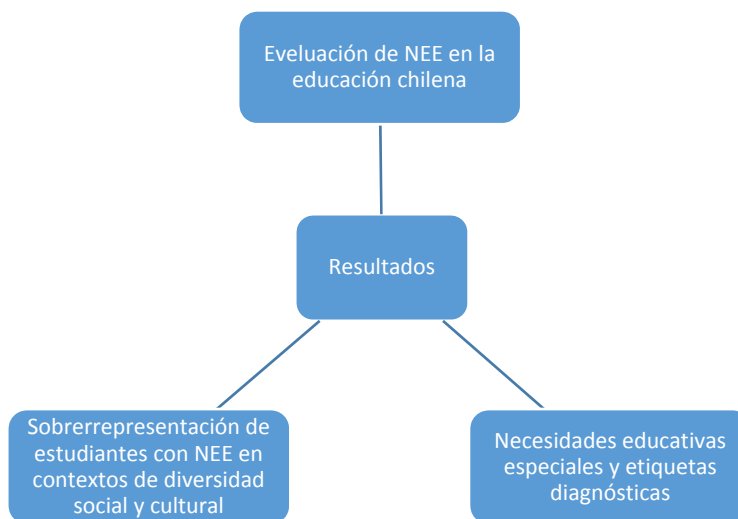 Eveluación de NEE en la
educación chilena
Resultados
Sobrerrepresentación de
estudiantes con NEE en
contextos de diversidad
social y cultural
Necesidades educativas
especiales y etiquetas
diagnósticas